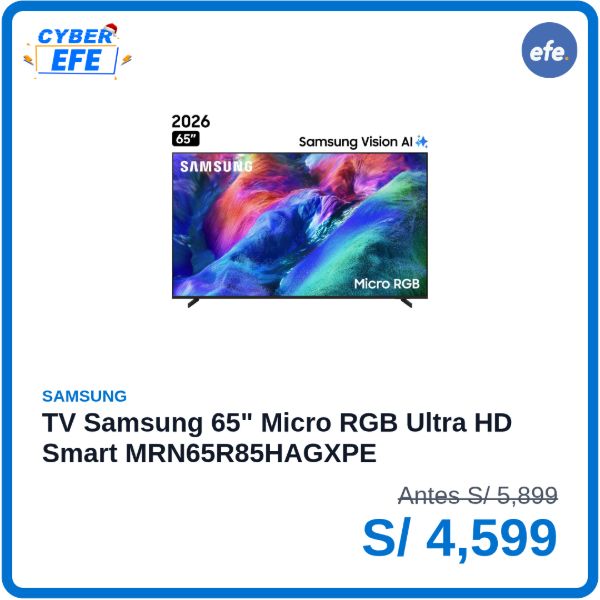 CYBER
EFE
efe.
2026
65"
Samsung Vision AI
SAMSUNG
Micro RGB
SAMSUNG
TV Samsung 65" Micro RGB Ultra HD
Smart MRN65R85HAGXPE
Antes S/ 5,899
S/ 4,599